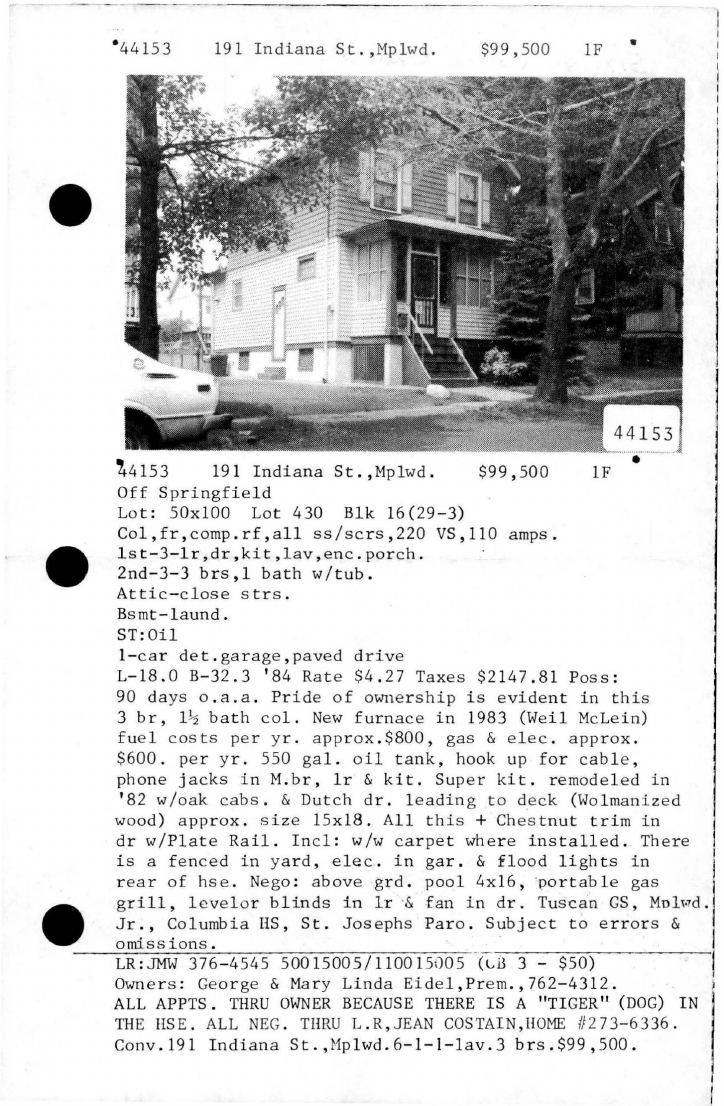 44153 191 Indiana St.,Mplwd. $99,500 1F
44153
44153 191 Indiana St.,Mplwd. $99,500 1F
Off Springfield
Lot: 50x100 Lot 430 Blk 16(29-3)
Col,fr,comp.rf,all ss/scrs,220 VS,110 amps.
1st-3-lr,dr,kit,lav,enc.porch.
2nd-3-3 brs,1 bath w/tub.
Attic-close strs.
Bsmt-laund.
ST:Oil
1-car det.garage,paved drive
L-18.0 B-32.3 '84 Rate $4.27 Taxes $2147.81 Poss:
90 days o.a.a. Pride of ownership is evident in this
3 br, 1½ bath col. New furnace in 1983 (Weil McLein)
fuel costs per yr. approx.$800, gas & elec. approx.
$600. per yr. 550 gal. oil tank, hook up for cable,
phone jacks in M.br, lr & kit. Super kit. remodeled in
'82 w/oak cabs. & Dutch dr. leading to deck (Wolmanized
wood) approx. size 15x18. All this + Chestnut trim in
dr w/Plate Rail. Incl: w/w carpet where installed. There
is a fenced in yard, elec. in gar. & flood lights in
rear of hse. Nego: above grd. pool 4x16, portable gas
grill, levelor blinds in lr & fan in dr. Tuscan GS, Mplwd.
Jr., Columbia HS, St. Josephs Paro. Subject to errors &
omissions.
LR:JMW 376-4545 50015005/110015005 (CB 3 - $50)
Owners: George & Mary Linda Eidel,Prem.,762-4312.
ALL APPTS. THRU OWNER BECAUSE THERE IS A "TIGER" (DOG) IN
THE HSE. ALL NEG. THRU L.R,JEAN COSTAIN,HOME #273-6336.
Conv.191 Indiana St.,Mplwd.6-1-1-lav.3 brs.$99,500.